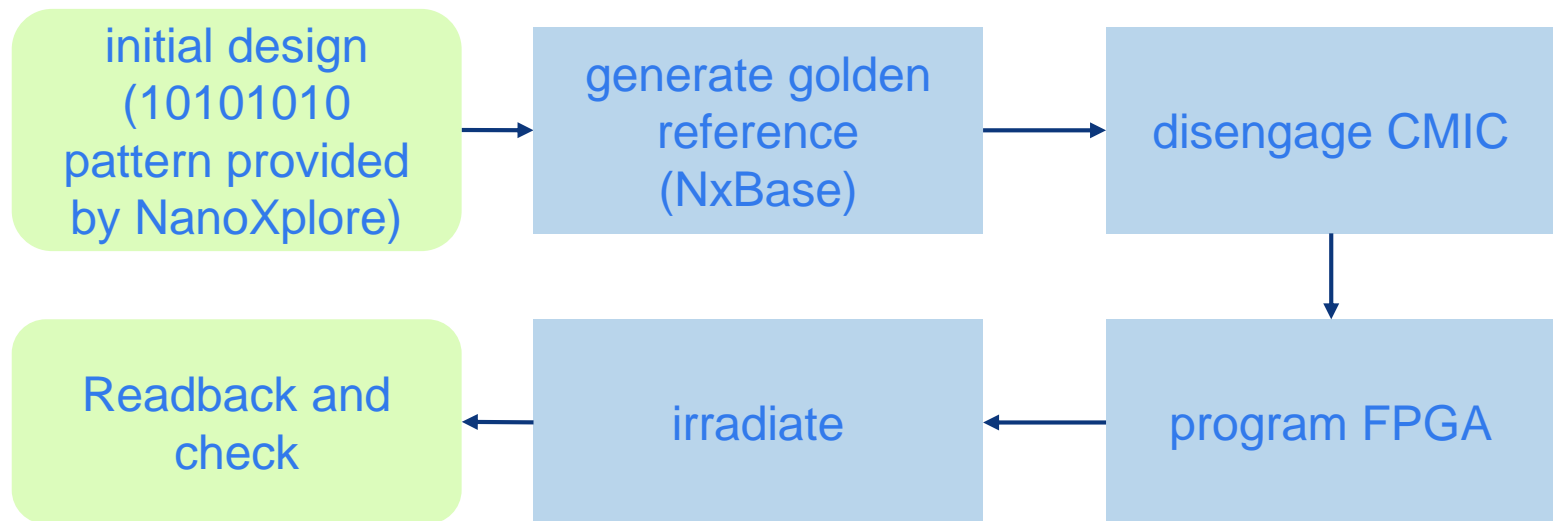 initial design
(10101010
pattern provided
by NanoXplore)
generate golden
reference
(NxBase)
disengage CMIC
program FPGA
irradiate
Readback and
check